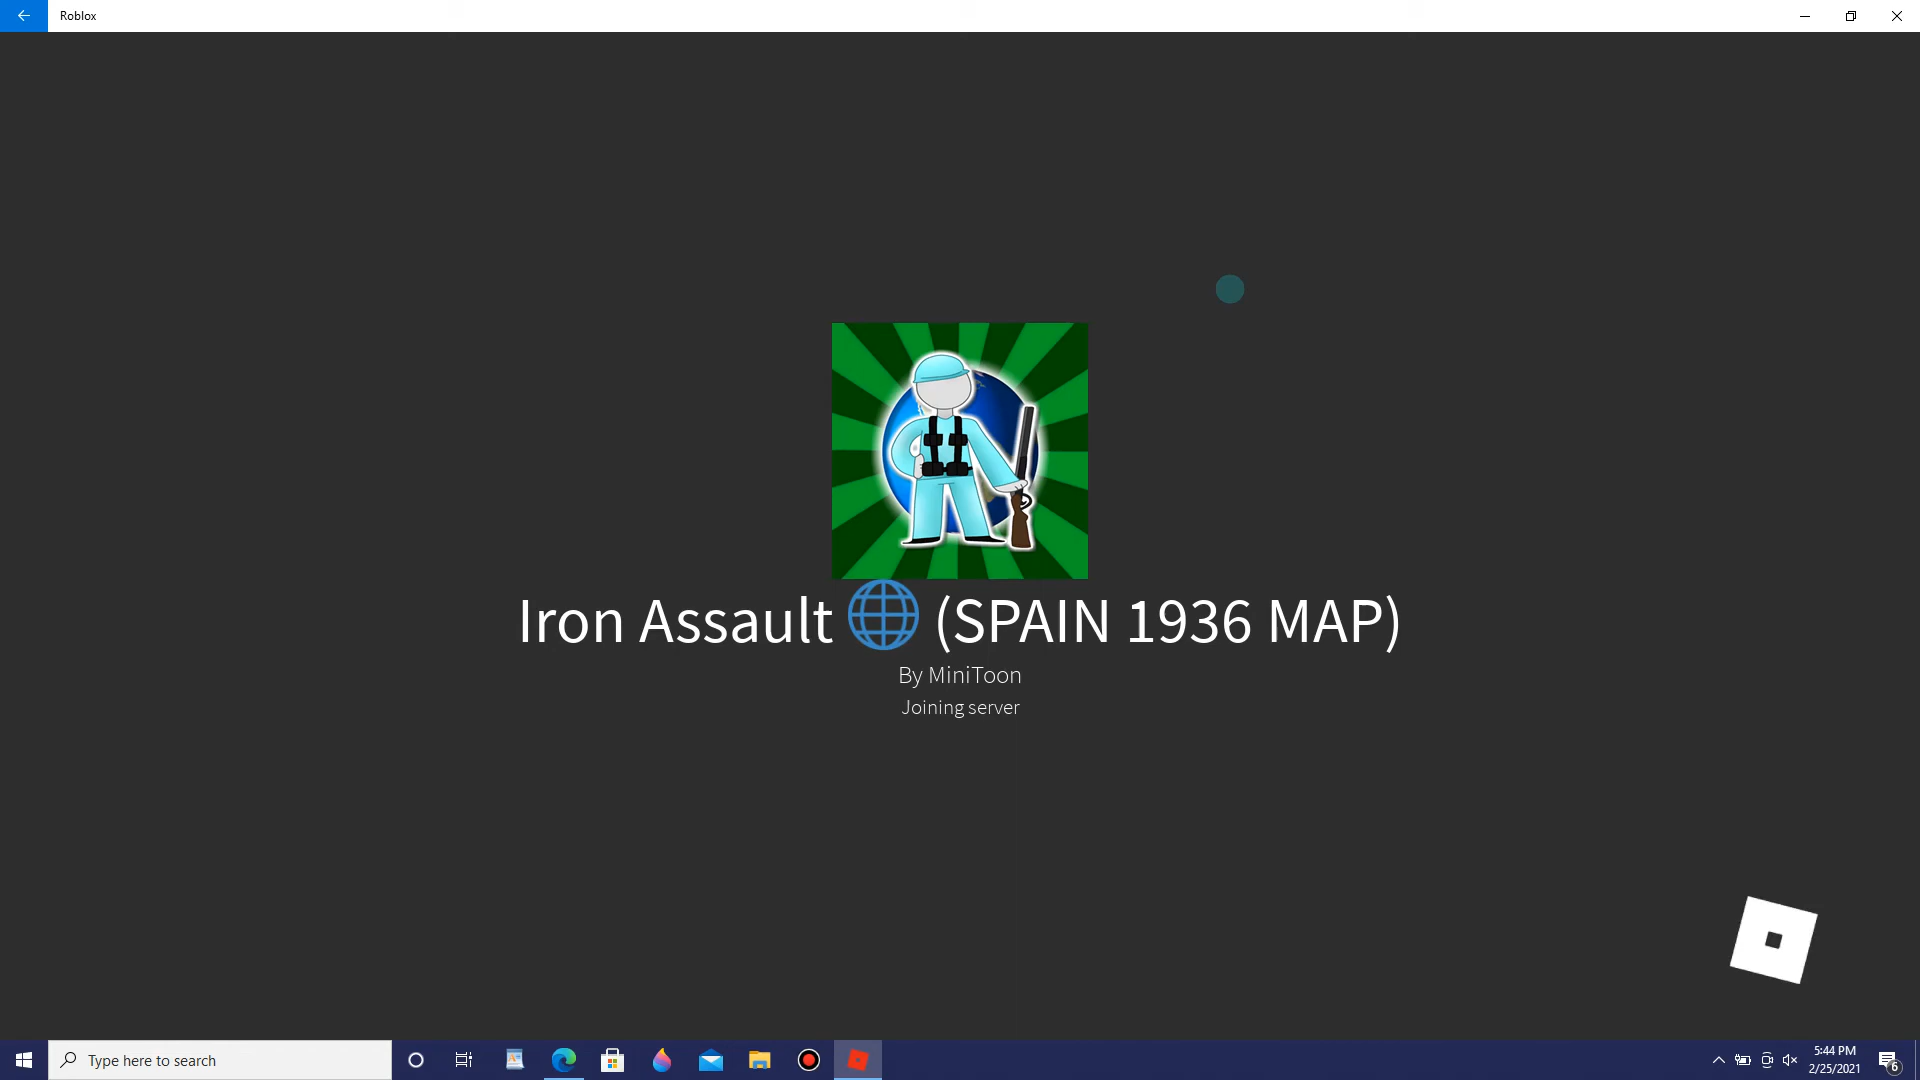 Roblox
Iron Assault 🌐 (SPAIN 1936 MAP)
By MiniToon
Joining server
Type here to search
5:44 PM
2/25/2021
6